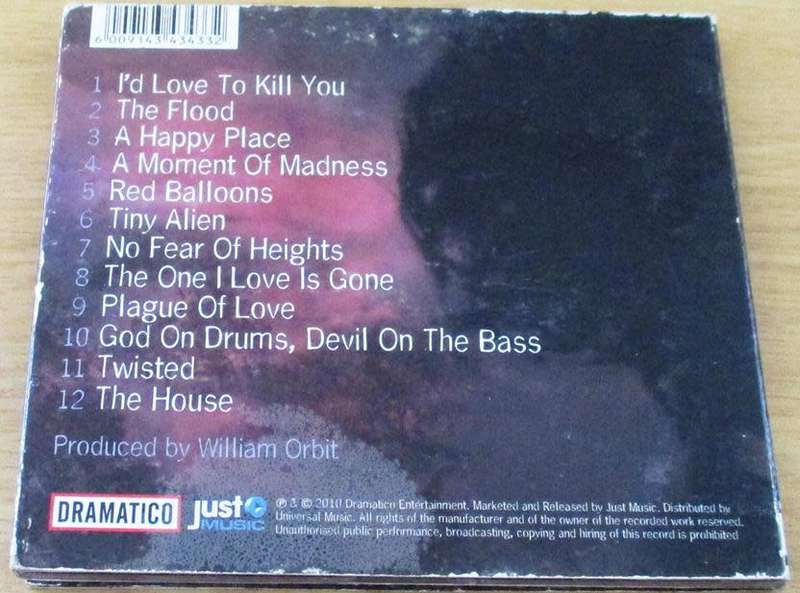 6 009143 434332
1 I'd Love To Kill You
2 The Flood
3 A Happy Place
4 A Moment Of Madness
5 Red Balloons
6 Tiny Alien
7 No Fear Of Heights
8 The One I Love Is Gone
9 Plague Of Love
10 God On Drums, Devil On The Bass
11 Twisted
12 The House
Produced by William Orbit
DRAMATICO
just
MUSIC
℗ & © 2010 Dramatico Entertainment. Marketed and Released by Just Music. Distributed by
Universal Music. All rights of the manufacturer and of the owner of the recorded work reserved.
Unauthorised public performance, broadcasting, copying and hiring of this record is prohibited